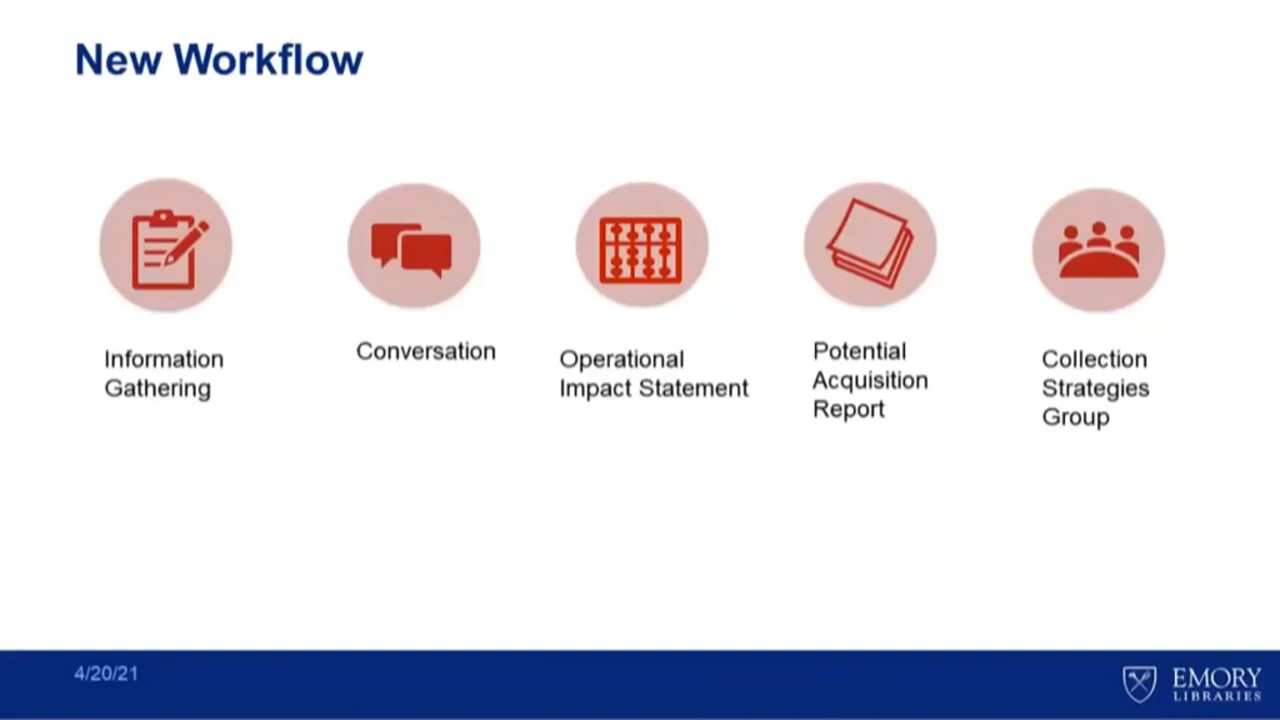 New Workflow
Information
Gathering
Conversation
Operational
Impact Statement
Potential
Acquisition
Report
Collection
Strategies
Group
4/20/21
EMORY
LIBRARIES